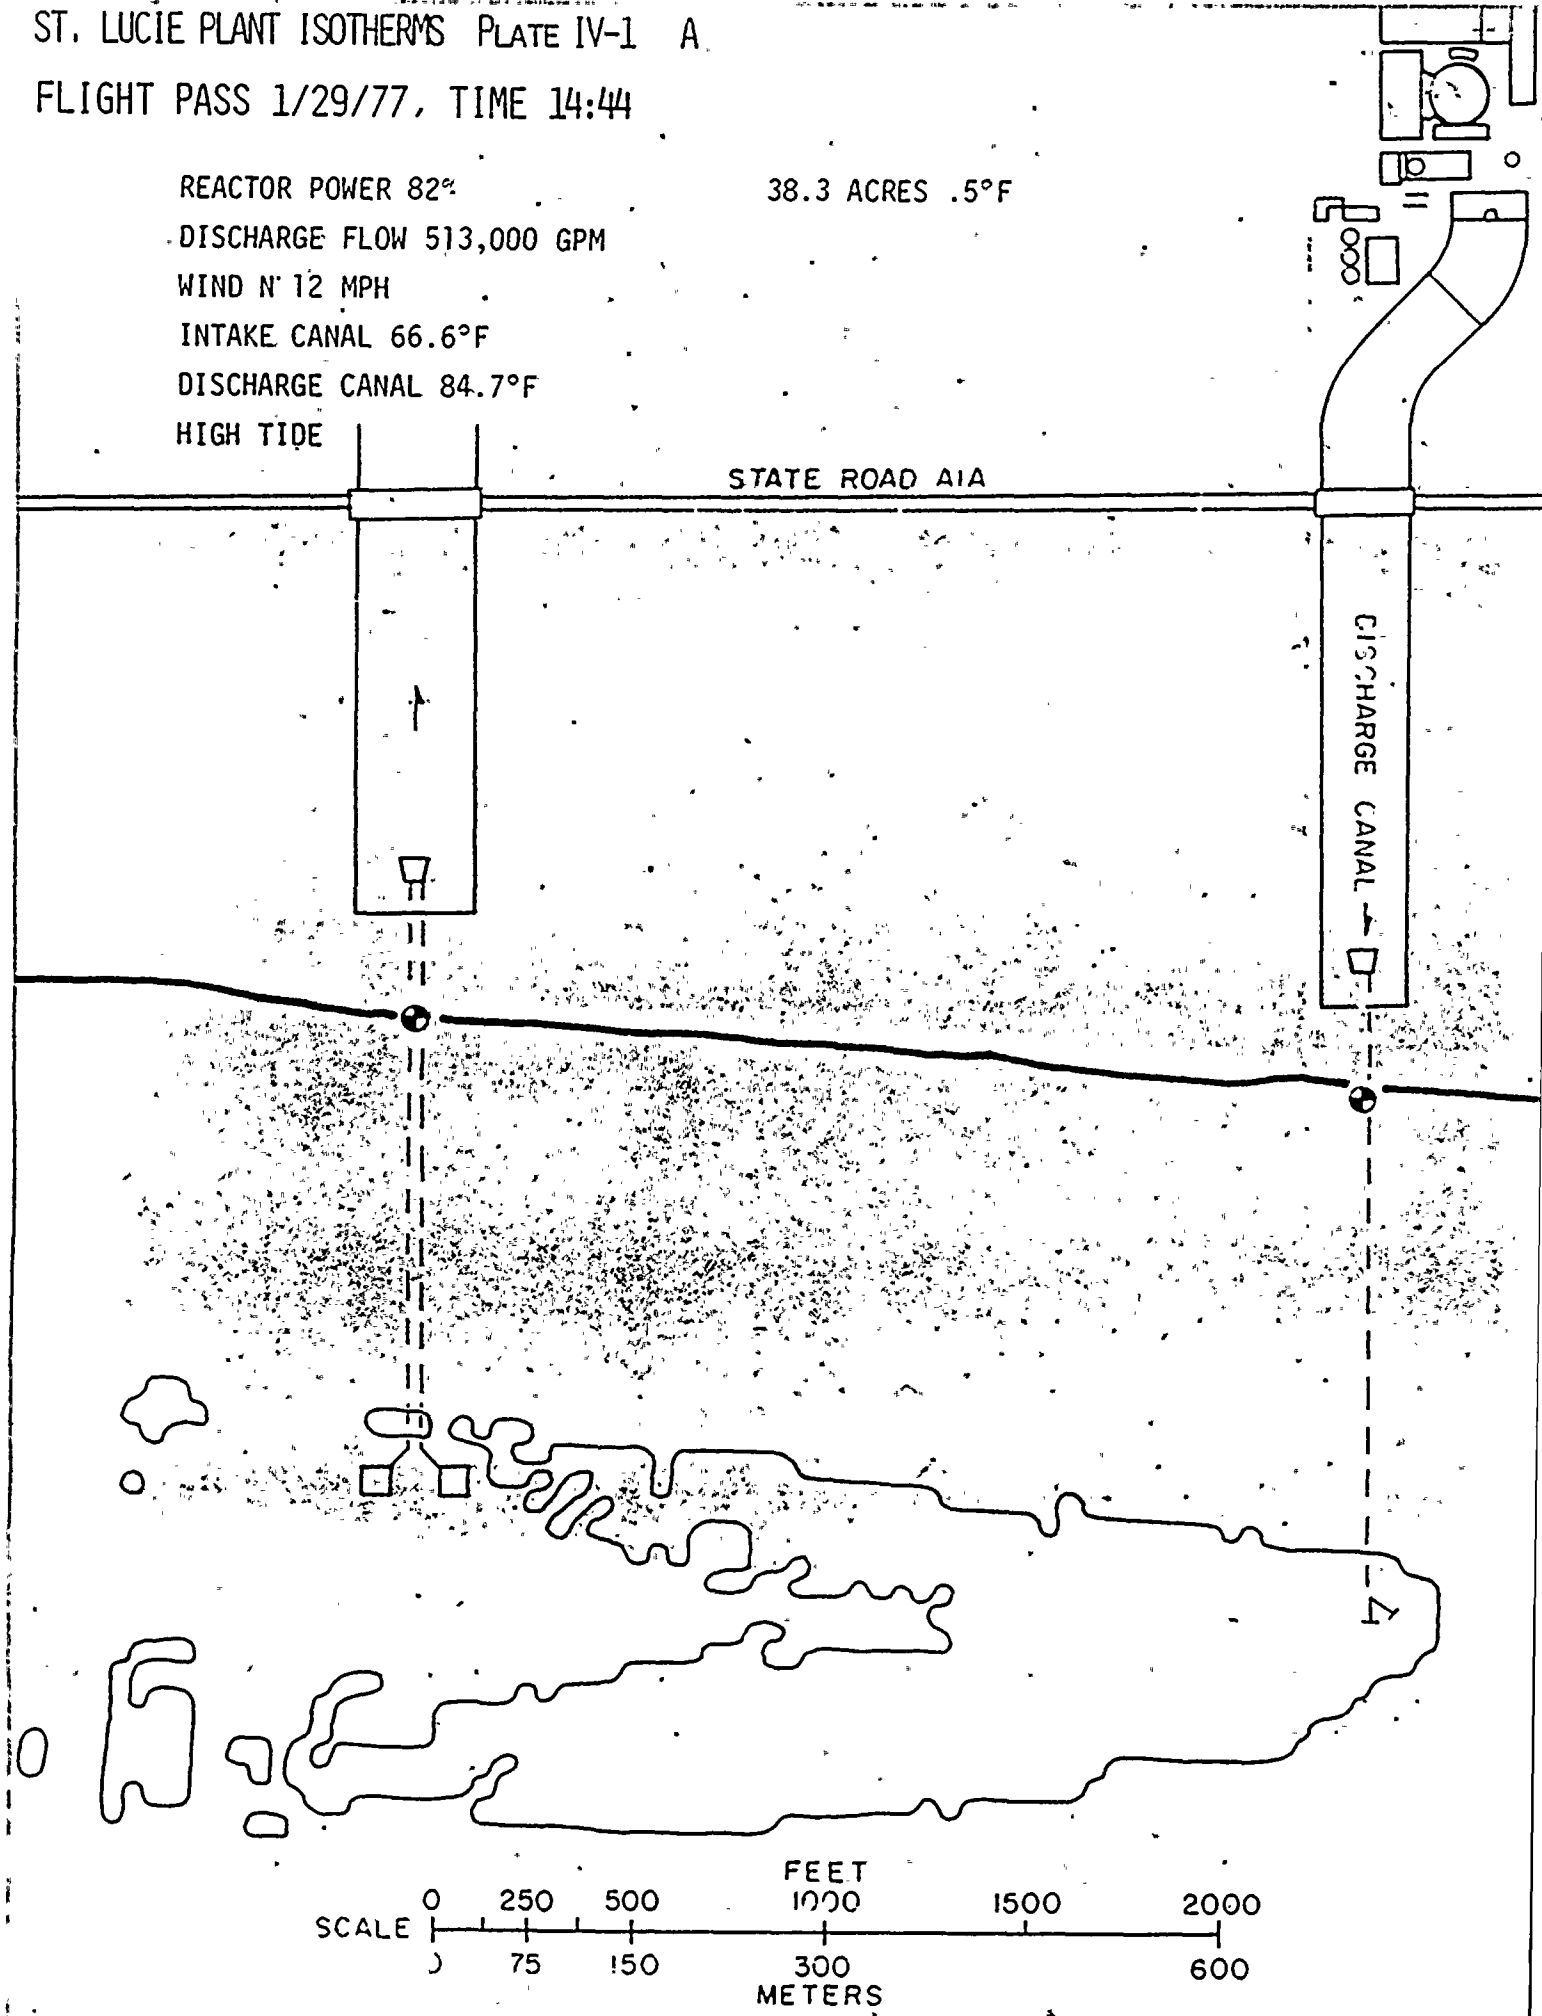 ST. LUCIE PLANT ISOTHERMS PLATE IV-1 A
FLIGHT PASS 1/29/77, TIME 14:44
REACTOR POWER 82%
38.3 ACRES .5°F
DISCHARGE FLOW 513,000 GPM
WIND N 12 MPH
INTAKE CANAL 66.6°F
DISCHARGE CANAL 84.7°F
HIGH TIDE
STATE ROAD A1A
DISCHARGE CANAL
FEET
0 250 500 1000 1500 2000
SCALE
0 75 150 300 600
METERS